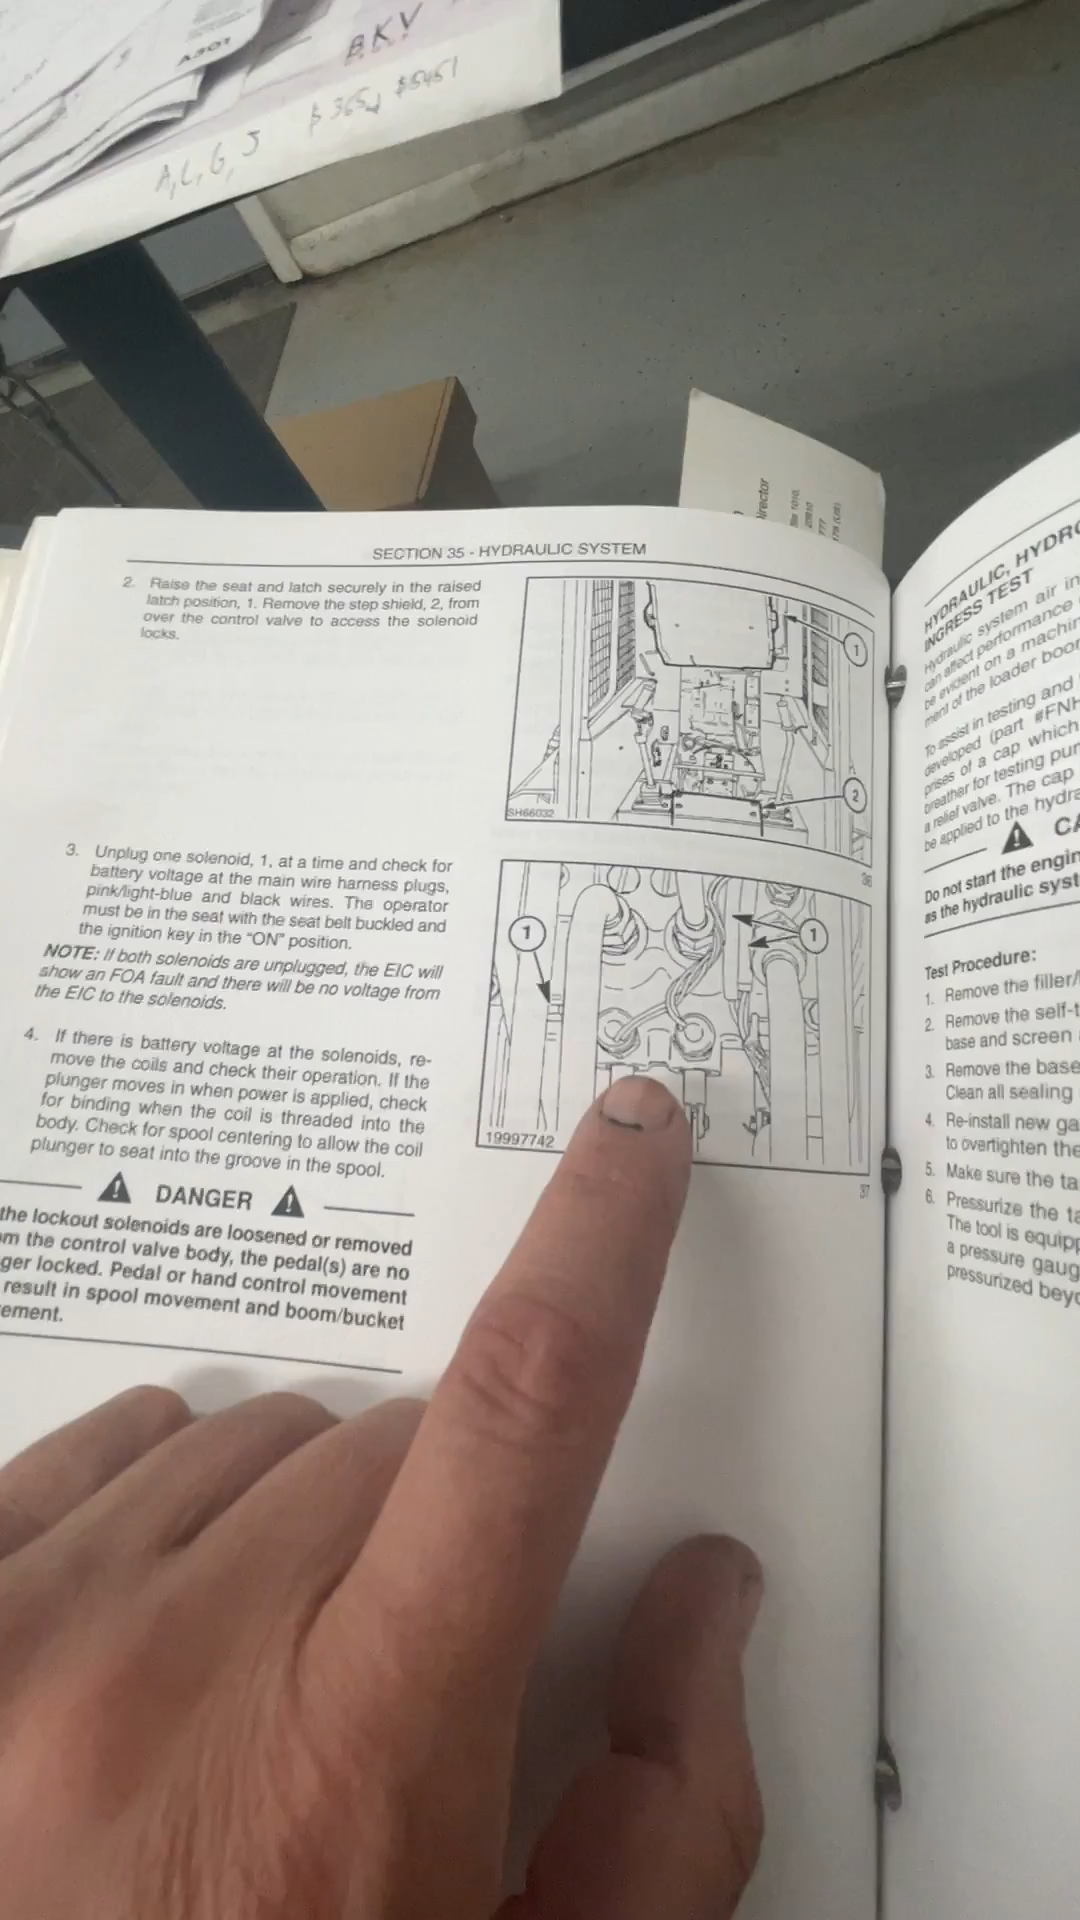 A301
B.K.V
$ 365
$5451
A, L, G, J
irector
1010,
777
SECTION 35 - HYDRAULIC SYSTEM
2. Raise the seat and latch securely in the raised
latch position, 1. Remove the step shield, 2, from
over the control valve to access the solenoid
locks.
1
2
SH66032
36
3. Unplug one solenoid, 1, at a time and check for
battery voltage at the main wire harness plugs,
pink/light-blue and black wires. The operator
must be in the seat with the seat belt buckled and
the ignition key in the "ON" position.
NOTE: If both solenoids are unplugged, the EIC will
show an FOA fault and there will be no voltage from
the EIC to the solenoids.
4. If there is battery voltage at the solenoids, re-
move the coils and check their operation. If the
plunger moves in when power is applied, check
for binding when the coil is threaded into the
body. Check for spool centering to allow the coil
plunger to seat into the groove in the spool.
1
1
19997742
37
DANGER
the lockout solenoids are loosened or removed
om the control valve body, the pedal(s) are no
ger locked. Pedal or hand control movement
result in spool movement and boom/bucket
ement.
HYDRAULIC, HYDRO
INGRESS TEST
Hydraulic system air in
can affect performance
be evident on a machin
ment of the loader boom
To assist in testing and
developed (part #FNH
prises of a cap which
breather for testing pur
a relief valve. The cap
be applied to the hydra
CA
Do not start the engin
as the hydraulic syst
Test Procedure:
1. Remove the filler/
2. Remove the self-t
base and screen
3. Remove the base
Clean all sealing
4. Re-install new ga
to overtighten the
5. Make sure the ta
6. Pressurize the ta
The tool is equipp
a pressure gaug
pressurized beyo